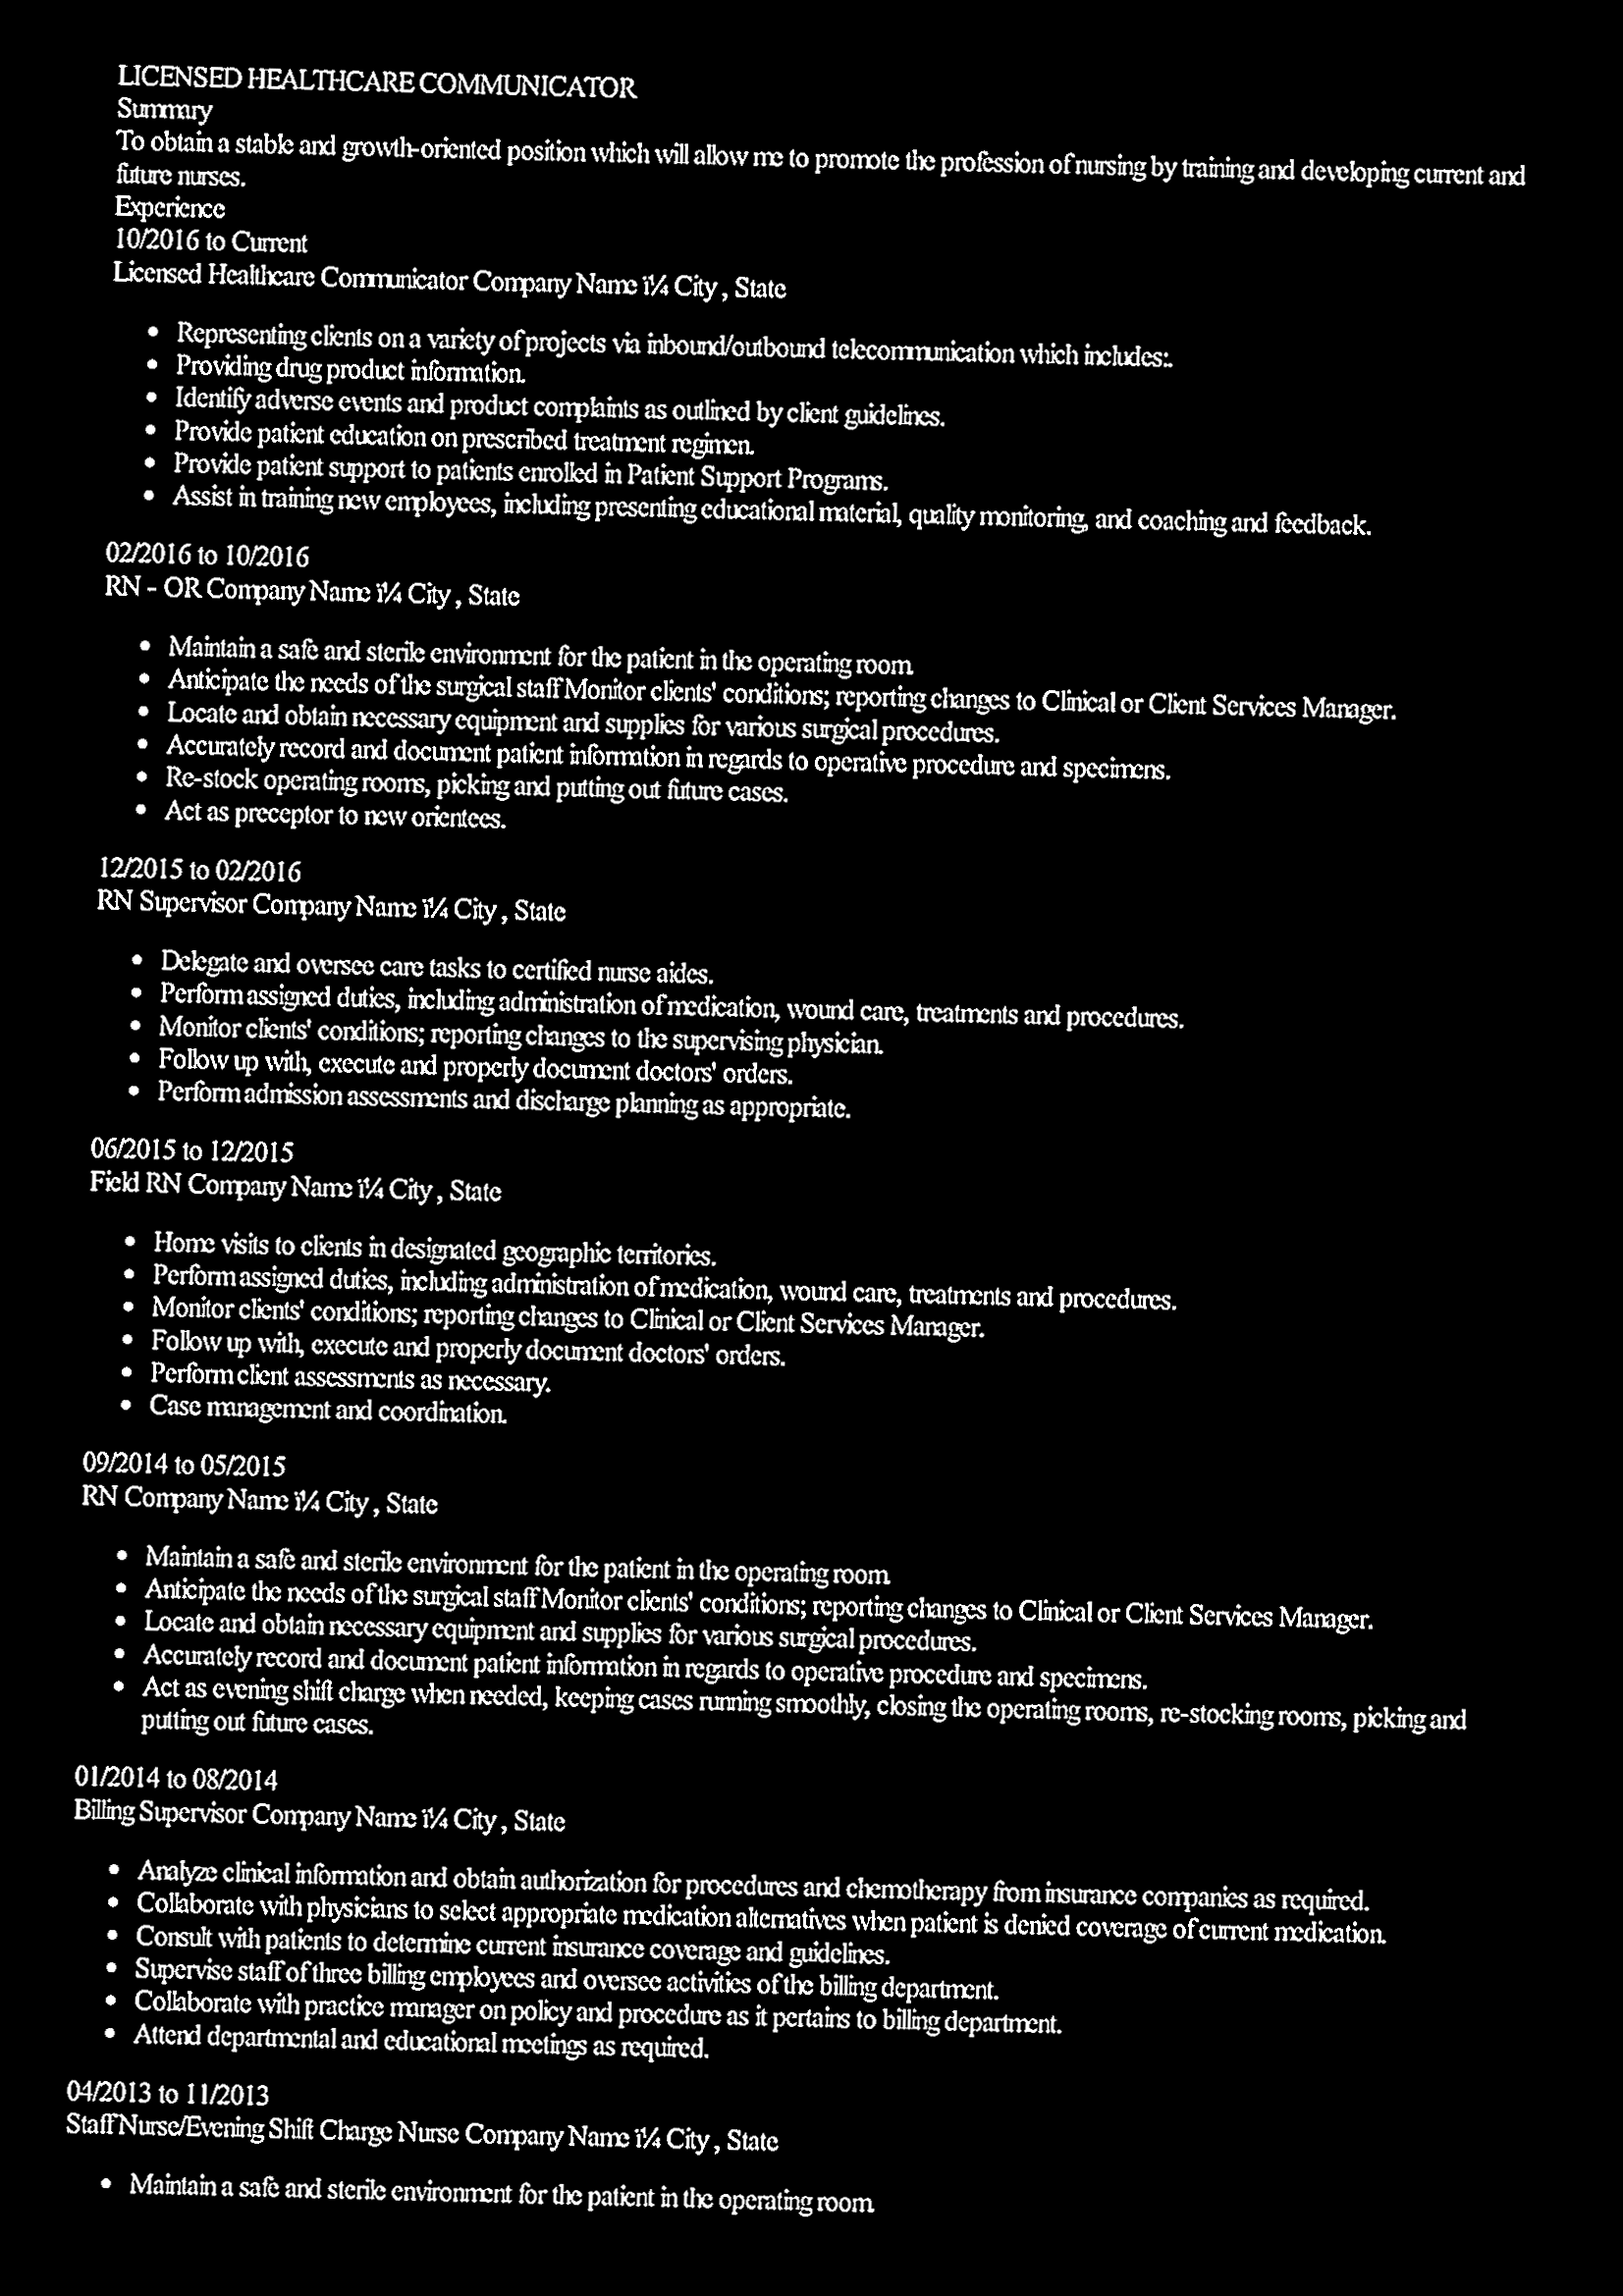 LICENSED HEALTHCARE COMMUNICATOR
Summary
To obtain a stable and growth-oriented position which will allow me to promote the profession of nursing by training and developing current and
future nurses.
Experience
10/2016 to Current
Licensed Healthcare Communicator Company Name ï¼ City , State
• Representing clients on a variety of projects via inbound/outbound telecommunication which includes:.
• Providing drug product information.
• Identify adverse events and product complaints as outlined by client guidelines.
• Provide patient education on prescribed treatment regimen.
• Provide patient support to patients enrolled in Patient Support Programs.
• Assist in training new employees, including presenting educational material, quality monitoring, and coaching and feedback.
02/2016 to 10/2016
RN - OR Company Name ï¼ City , State
• Maintain a safe and sterile environment for the patient in the operating room.
• Anticipate the needs of the surgical staff Monitor clients' conditions; reporting changes to Clinical or Client Services Manager.
• Locate and obtain necessary equipment and supplies for various surgical procedures.
• Accurately record and document patient information in regards to operative procedure and specimens.
• Re-stock operating rooms, picking and putting out future cases.
• Act as preceptor to new orientees.
12/2015 to 02/2016
RN Supervisor Company Name ï¼ City , State
• Delegate and oversee care tasks to certified nurse aides.
• Perform assigned duties, including administration of medication, wound care, treatments and procedures.
• Monitor clients' conditions; reporting changes to the supervising physician.
• Follow up with, execute and properly document doctors' orders.
• Perform admission assessments and discharge planning as appropriate.
06/2015 to 12/2015
Field RN Company Name ï¼ City , State
• Home visits to clients in designated geographic territories.
• Perform assigned duties, including administration of medication, wound care, treatments and procedures.
• Monitor clients' conditions; reporting changes to Clinical or Client Services Manager.
• Follow up with, execute and properly document doctors' orders.
• Perform client assessments as necessary.
• Case management and coordination.
09/2014 to 05/2015
RN Company Name ï¼ City , State
• Maintain a safe and sterile environment for the patient in the operating room.
• Anticipate the needs of the surgical staff Monitor clients' conditions; reporting changes to Clinical or Client Services Manager.
• Locate and obtain necessary equipment and supplies for various surgical procedures.
• Accurately record and document patient information in regards to operative procedure and specimens.
• Act as evening shift charge when needed, keeping cases running smoothly, closing the operating rooms, re-stocking rooms, picking and
putting out future cases.
01/2014 to 08/2014
Billing Supervisor Company Name ï¼ City , State
• Analyze clinical information and obtain authorization for procedures and chemotherapy from insurance companies as required.
• Collaborate with physicians to select appropriate medication alternatives when patient is denied coverage of current medication.
• Consult with patients to determine current insurance coverage and guidelines.
• Supervise staff of three billing employees and oversee activities of the billing department.
• Collaborate with practice manager on policy and procedure as it pertains to billing department.
• Attend departmental and educational meetings as required.
04/2013 to 11/2013
Staff Nurse/Evening Shift Charge Nurse Company Name ï¼ City , State
• Maintain a safe and sterile environment for the patient in the operating room.